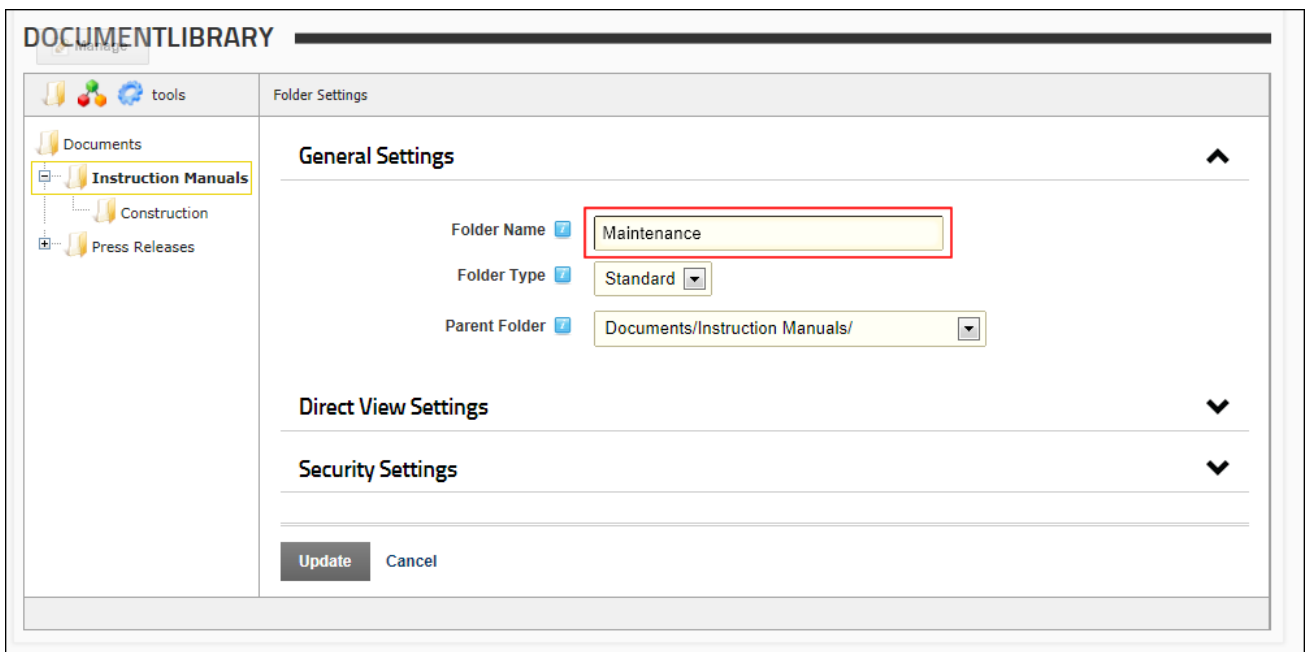 DOCUMENTLIBRARY
Manage
tools
Folder Settings
Documents
Instruction Manuals
Construction
Press Releases
General Settings
Folder Name
Maintenance
Folder Type
Standard
Parent Folder
Documents/Instruction Manuals/
Direct View Settings
Security Settings
Update Cancel